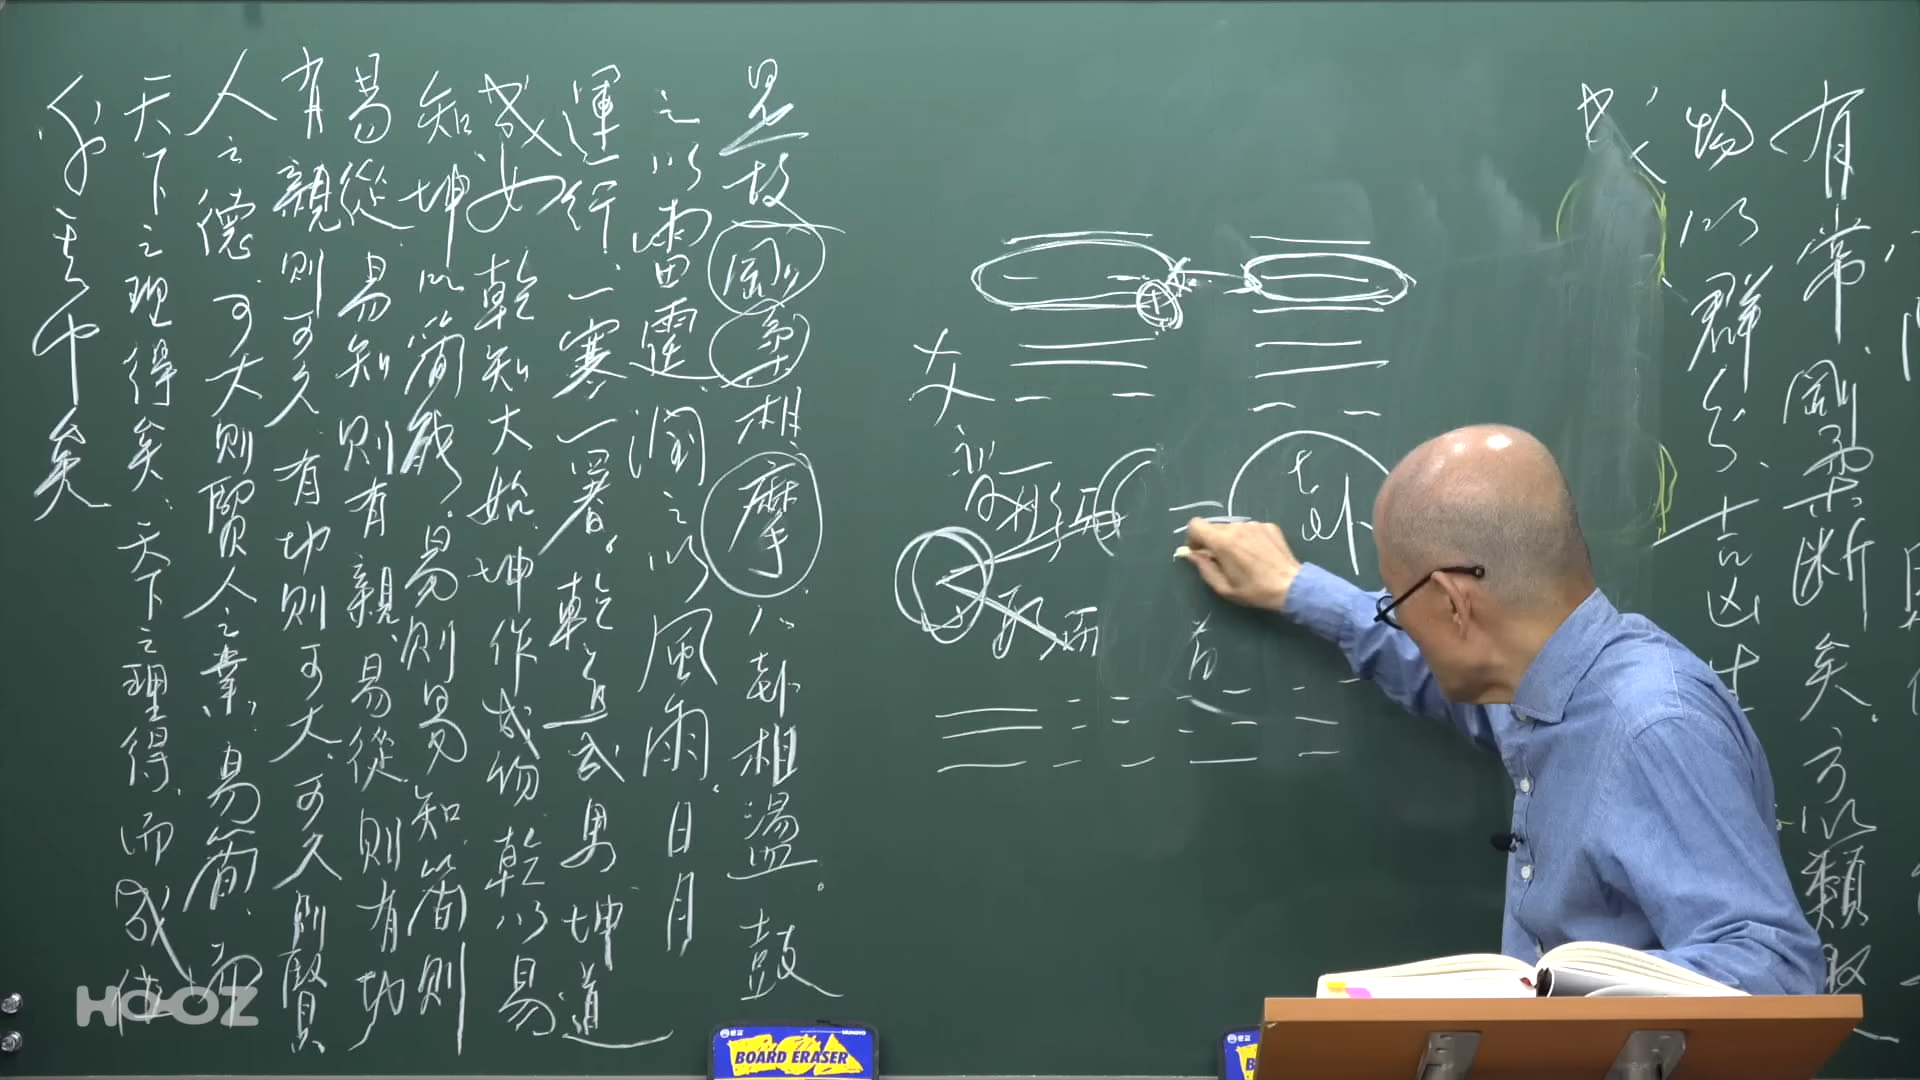 有常剛柔斷矣方以類聚
物以群分吉凶生
是故剛柔相摩八卦相盪鼓
之以雷霆潤之以風雨日月
運行一寒一署乾道成男坤道
成女乾知大始坤作成物乾以易
知坤以簡能易則易知簡則
易從易知則有親易從則有功
有親則可久有功則可大可久則賢
人之德可大則賢人之業易簡而
天下之理得矣天下之理得而成位
乎其中矣
交
BOARD ERASER
HOOZ